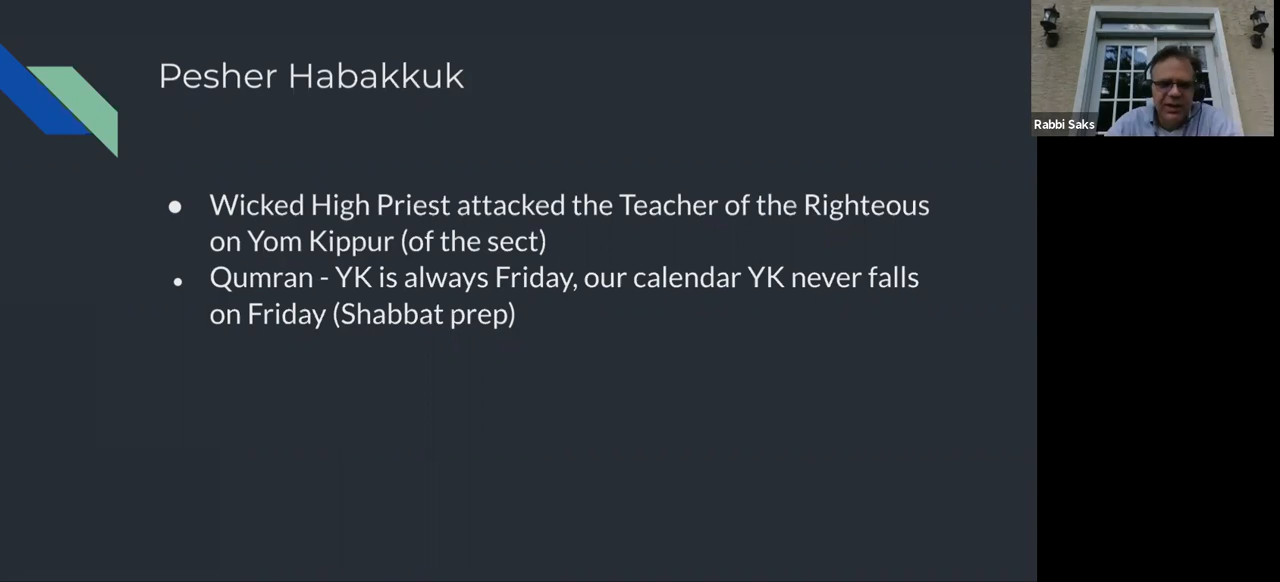 Pesher Habakkuk
Rabbi Saks
● Wicked High Priest attacked the Teacher of the Righteous
on Yom Kippur (of the sect)
● Qumran - YK is always Friday, our calendar YK never falls
on Friday (Shabbat prep)